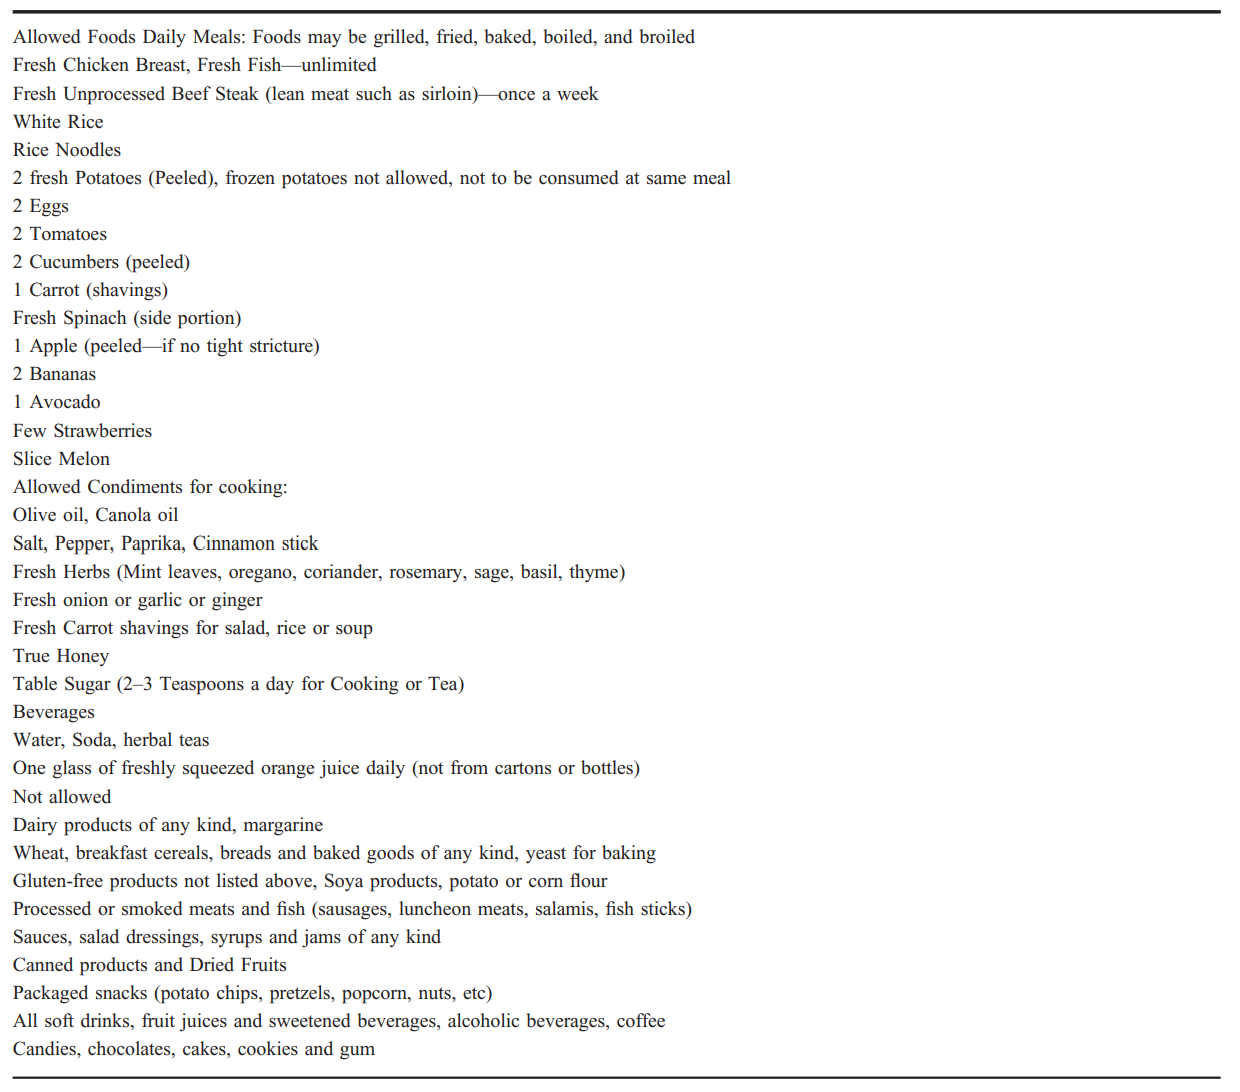 Allowed Foods Daily Meals: Foods may be grilled, fried, baked, boiled, and broiled
Fresh Chicken Breast, Fresh Fish—unlimited
Fresh Unprocessed Beef Steak (lean meat such as sirloin)—once a week
White Rice
Rice Noodles
2 fresh Potatoes (Peeled), frozen potatoes not allowed, not to be consumed at same meal
2 Eggs
2 Tomatoes
2 Cucumbers (peeled)
1 Carrot (shavings)
Fresh Spinach (side portion)
1 Apple (peeled—if no tight stricture)
2 Bananas
1 Avocado
Few Strawberries
Slice Melon
Allowed Condiments for cooking:
Olive oil, Canola oil
Salt, Pepper, Paprika, Cinnamon stick
Fresh Herbs (Mint leaves, oregano, coriander, rosemary, sage, basil, thyme)
Fresh onion or garlic or ginger
Fresh Carrot shavings for salad, rice or soup
True Honey
Table Sugar (2–3 Teaspoons a day for Cooking or Tea)
Beverages
Water, Soda, herbal teas
One glass of freshly squeezed orange juice daily (not from cartons or bottles)
Not allowed
Dairy products of any kind, margarine
Wheat, breakfast cereals, breads and baked goods of any kind, yeast for baking
Gluten-free products not listed above, Soya products, potato or corn flour
Processed or smoked meats and fish (sausages, luncheon meats, salamis, fish sticks)
Sauces, salad dressings, syrups and jams of any kind
Canned products and Dried Fruits
Packaged snacks (potato chips, pretzels, popcorn, nuts, etc)
All soft drinks, fruit juices and sweetened beverages, alcoholic beverages, coffee
Candies, chocolates, cakes, cookies and gum